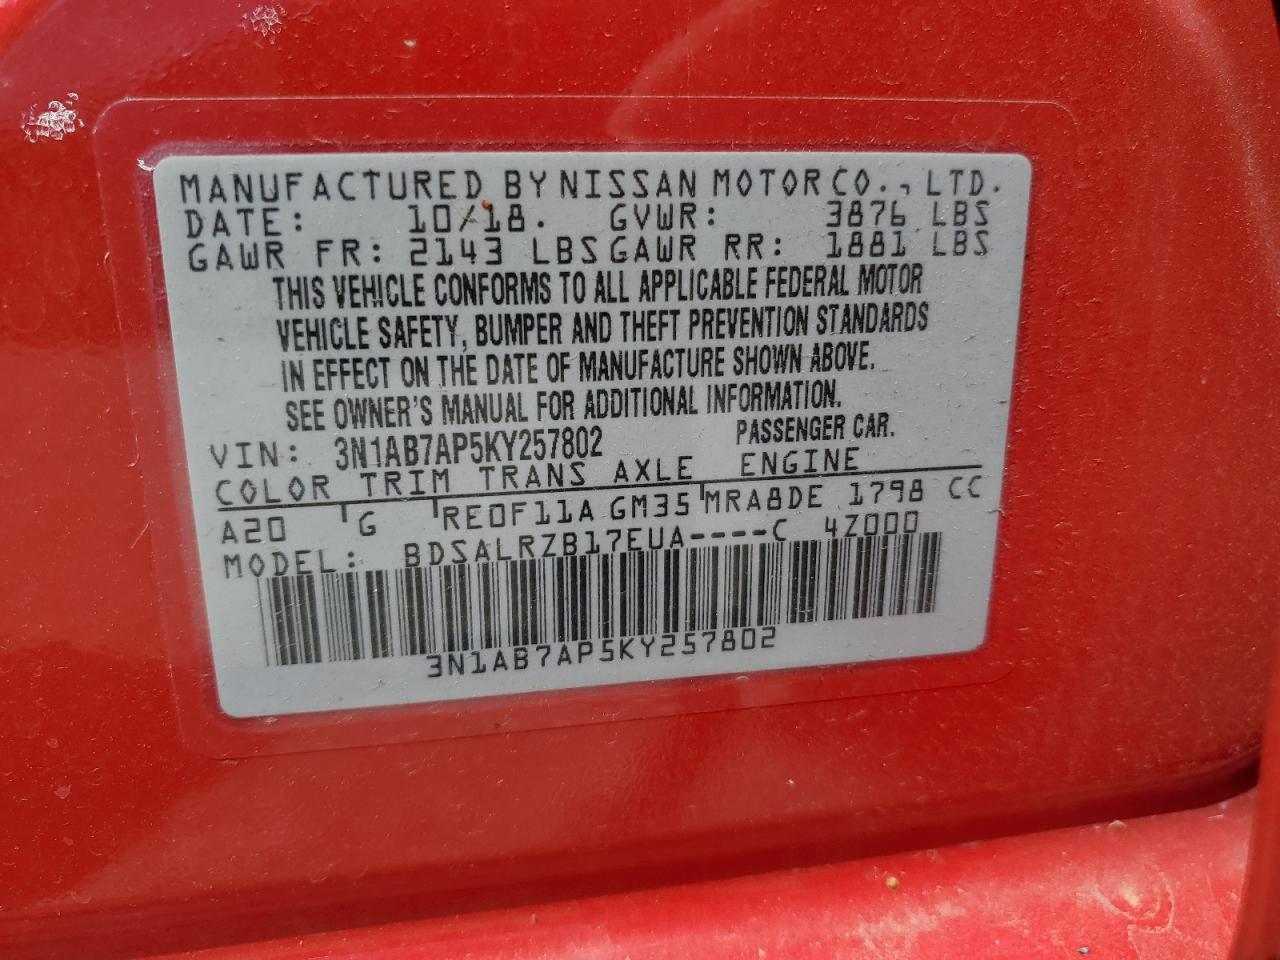 MANUFACTURED BY NISSAN MOTOR CO., LTD.
DATE: 10/18. GVWR: 3876 LBS
GAWR FR: 2143 LBS GAWR RR: 1881 LBS
THIS VEHICLE CONFORMS TO ALL APPLICABLE FEDERAL MOTOR
VEHICLE SAFETY, BUMPER AND THEFT PREVENTION STANDARDS
IN EFFECT ON THE DATE OF MANUFACTURE SHOWN ABOVE.
SEE OWNER'S MANUAL FOR ADDITIONAL INFORMATION.
VIN: 3N1AB7AP5KY257802 PASSENGER CAR.
COLOR TRIM TRANS AXLE ENGINE
A20 G RE0F11A GM35 MRA8DE 1798 CC
MODEL: BDSALRZB17EUA----C 4Z000
3N1AB7AP5KY257802